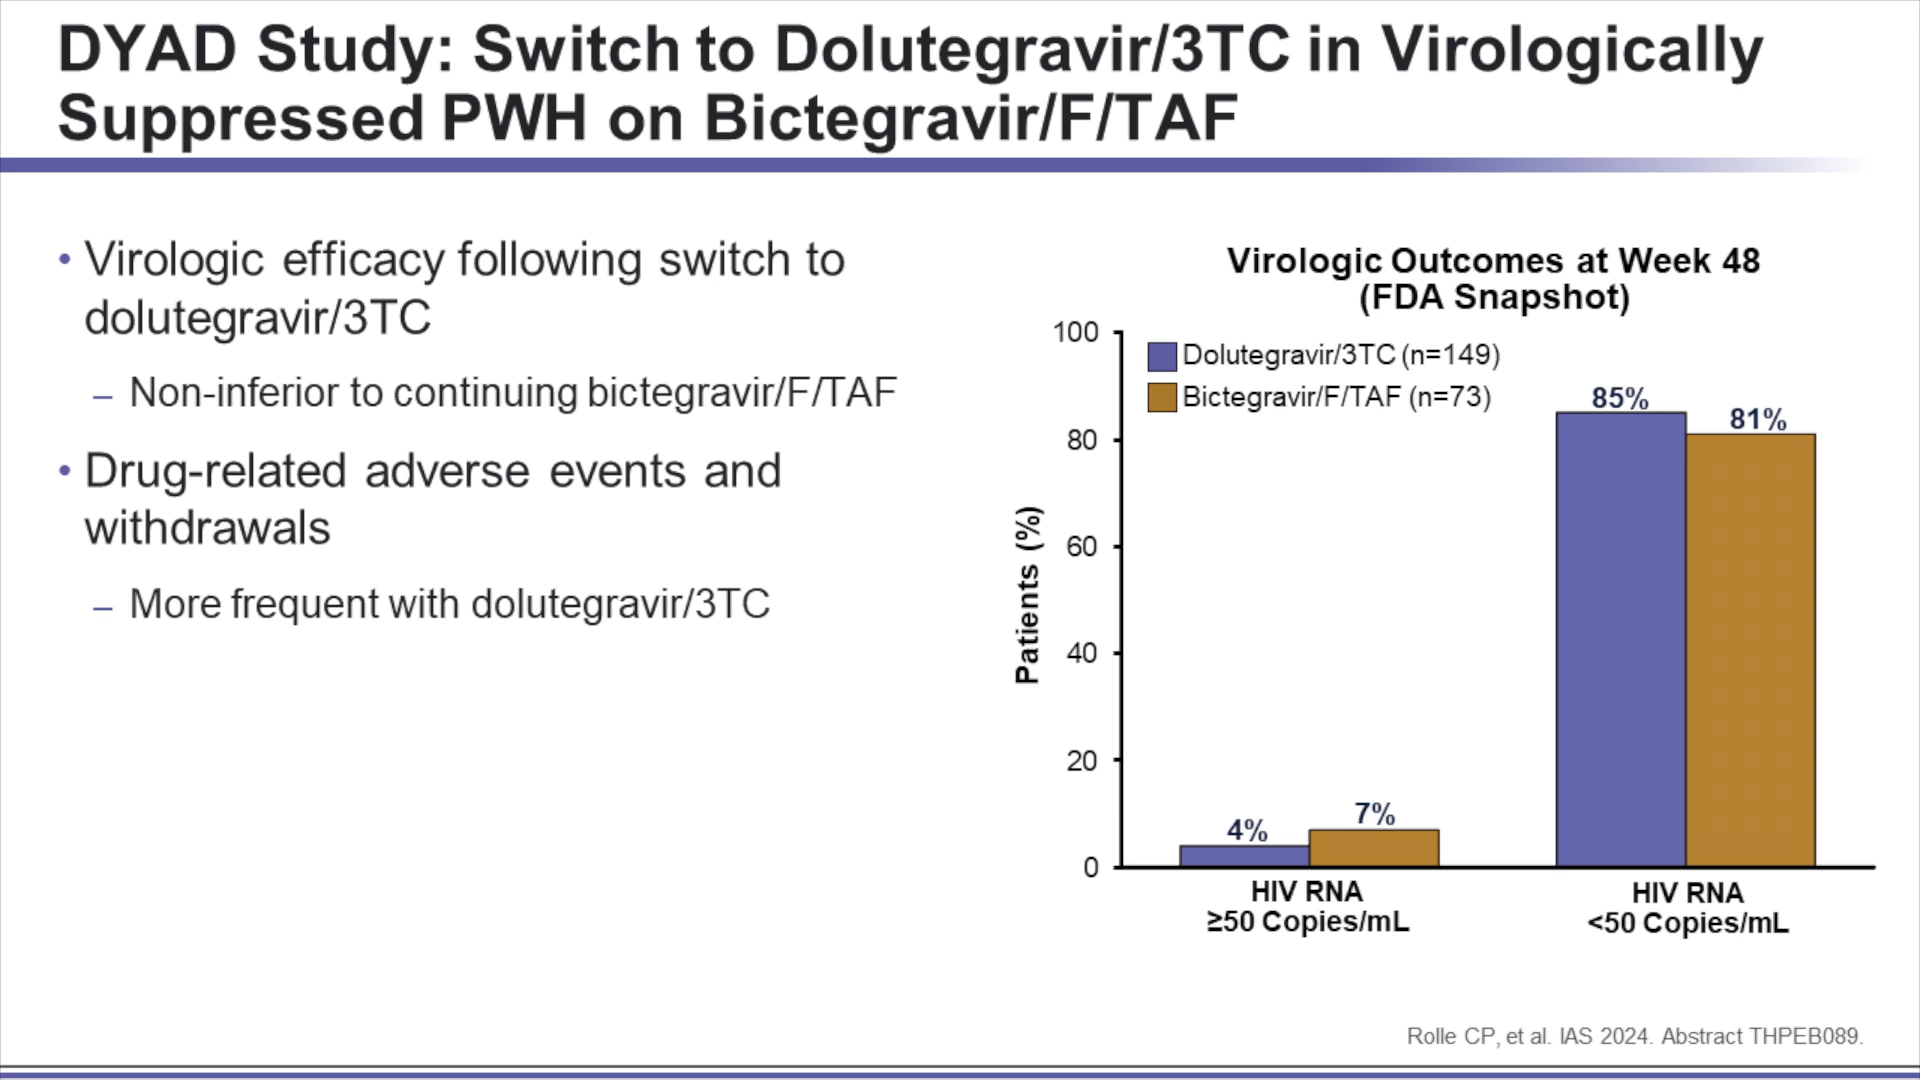 DYAD Study: Switch to Dolutegravir/3TC in Virologically
Suppressed PWH on Bictegravir/F/TAF
• Virologic efficacy following switch to
dolutegravir/3TC
– Non-inferior to continuing bictegravir/F/TAF
• Drug-related adverse events and
withdrawals
– More frequent with dolutegravir/3TC
Virologic Outcomes at Week 48
(FDA Snapshot)
Dolutegravir/3TC (n=149)
Bictegravir/F/TAF (n=73)
Patients (%)
100
80
60
40
20
0
4%
7%
85%
81%
HIV RNA
≥50 Copies/mL
HIV RNA
<50 Copies/mL
Rolle CP, et al. IAS 2024. Abstract THPEB089.